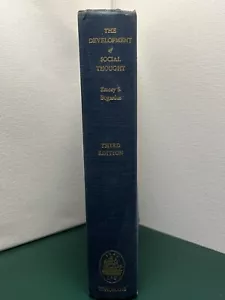 THE
DEVELOPMENT
of
SOCIAL
THOUGHT
Emory S.
Bogardus
THIRD
EDITION